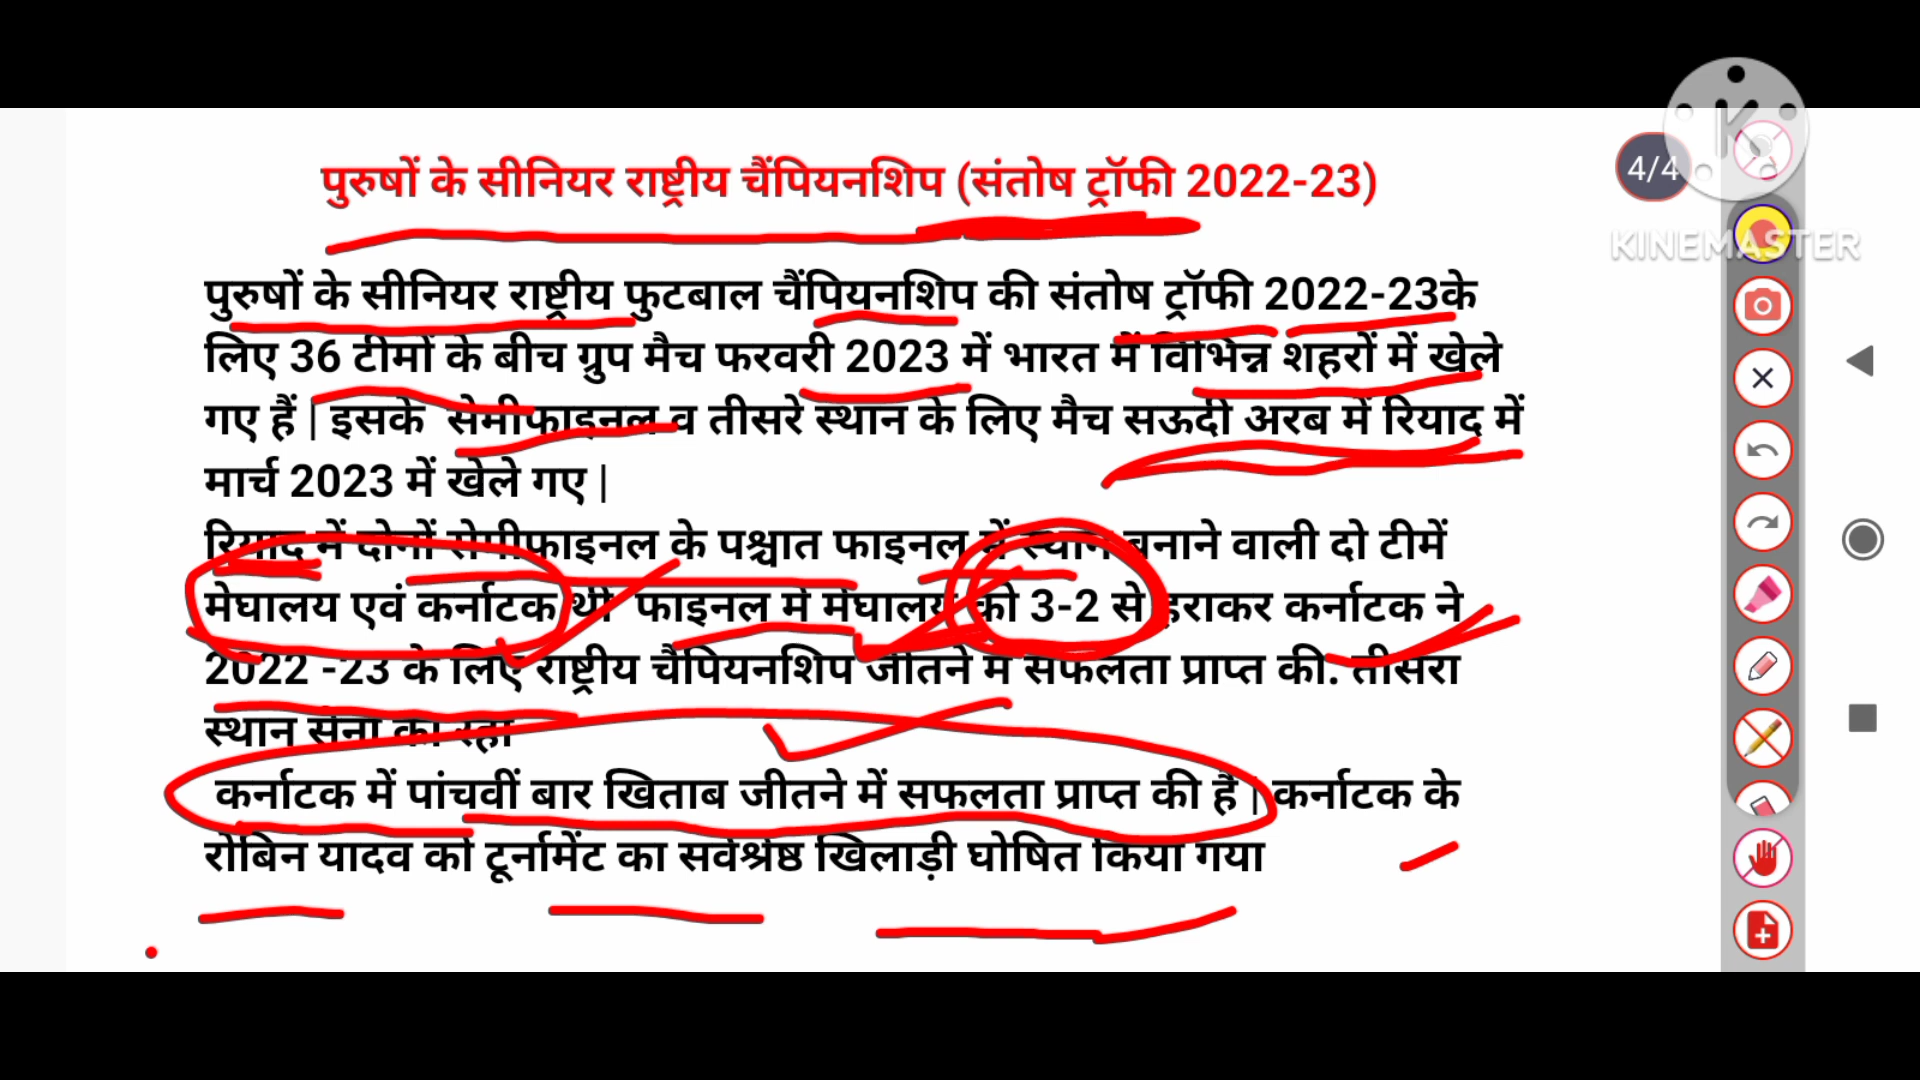 पुरुषों के सीनियर राष्ट्रीय चैंपियनशिप (संतोष ट्रॉफी 2022-23)
4/4
KINEMASTER
पुरुषों के सीनियर राष्ट्रीय फुटबाल चैंपियनशिप की संतोष ट्रॉफी 2022-23के
लिए 36 टीमों के बीच ग्रुप मैच फरवरी 2023 में भारत में विभिन्न शहरों में खेले
गए हैं | इसके सेमीफाइनल व तीसरे स्थान के लिए मैच सऊदी अरब में रियाद में
मार्च 2023 में खेले गए |
रियाद में दोनों सेमीफाइनल के पश्चात फाइनल में स्थान बनाने वाली दो टीमें
मेघालय एवं कर्नाटक थी फाइनल में मेघालय को 3-2 से हराकर कर्नाटक ने
2022 -23 के लिए राष्ट्रीय चैंपियनशिप जीतने में सफलता प्राप्त की. तीसरा
स्थान सेना का रहा
कर्नाटक में पांचवीं बार खिताब जीतने में सफलता प्राप्त की है | कर्नाटक के
रोबिन यादव को टूर्नामेंट का सर्वश्रेष्ठ खिलाड़ी घोषित किया गया